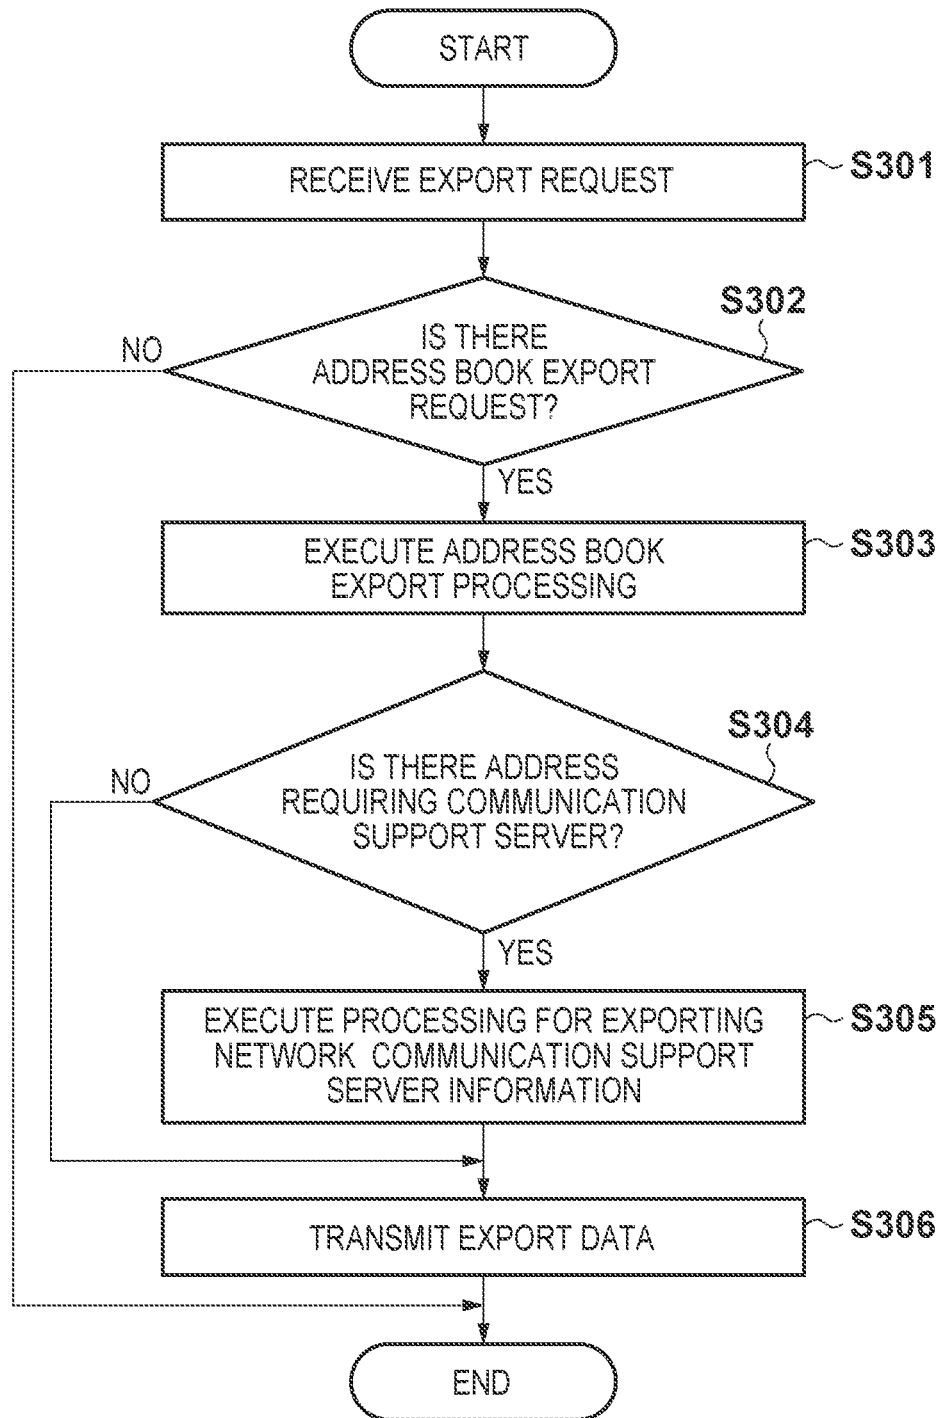 START
RECEIVE EXPORT REQUEST
S301
S302
IS THERE
ADDRESS BOOK EXPORT
REQUEST?
NO
YES
EXECUTE ADDRESS BOOK
EXPORT PROCESSING
S303
S304
IS THERE ADDRESS
REQUIRING COMMUNICATION
SUPPORT SERVER?
NO
YES
EXECUTE PROCESSING FOR EXPORTING
NETWORK COMMUNICATION SUPPORT
SERVER INFORMATION
S305
TRANSMIT EXPORT DATA
S306
END